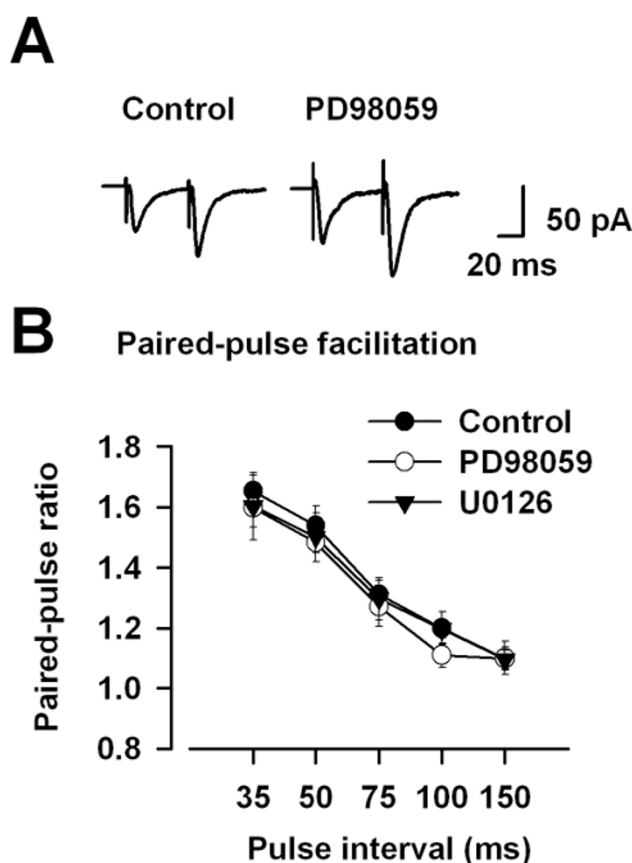 A
Control PD98059
50 pA
20 ms
B Paired-pulse facilitation
Control
PD98059
U0126
Paired-pulse ratio
1.8
1.6
1.4
1.2
1.0
0.8
35 50 75 100 150
Pulse interval (ms)